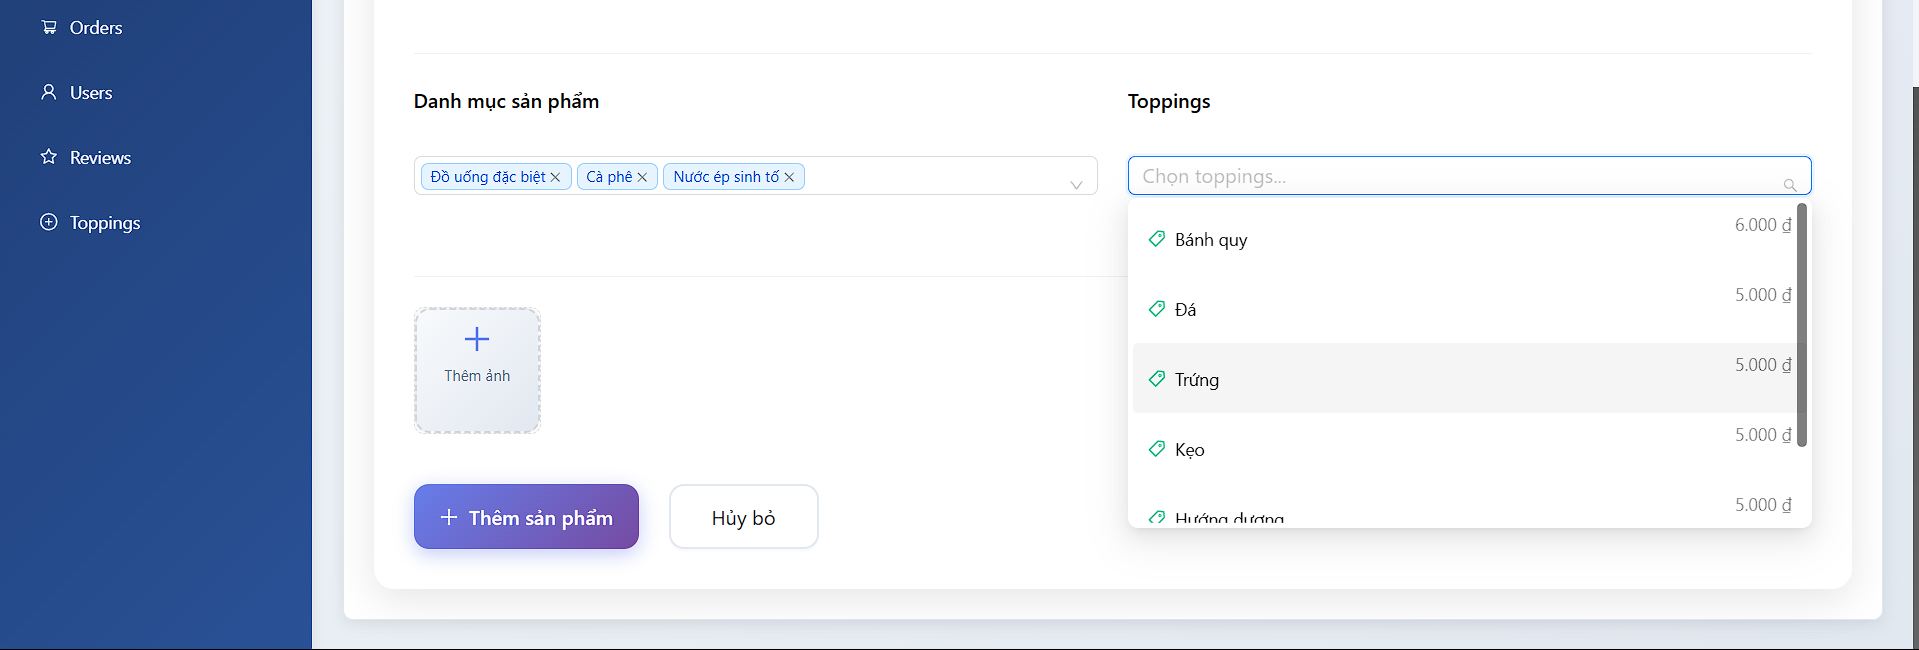 Orders
Users
Reviews
Toppings
Danh mục sản phẩm
Đồ uống đặc biệt
Cà phê
Nước ép sinh tố
Thêm ảnh
Thêm sản phẩm
Hủy bỏ
Toppings
Chọn toppings...
Bánh quy 6.000 ₫
Đá 5.000 ₫
Trứng 5.000 ₫
Kẹo 5.000 ₫
Hướng dương 5.000 ₫